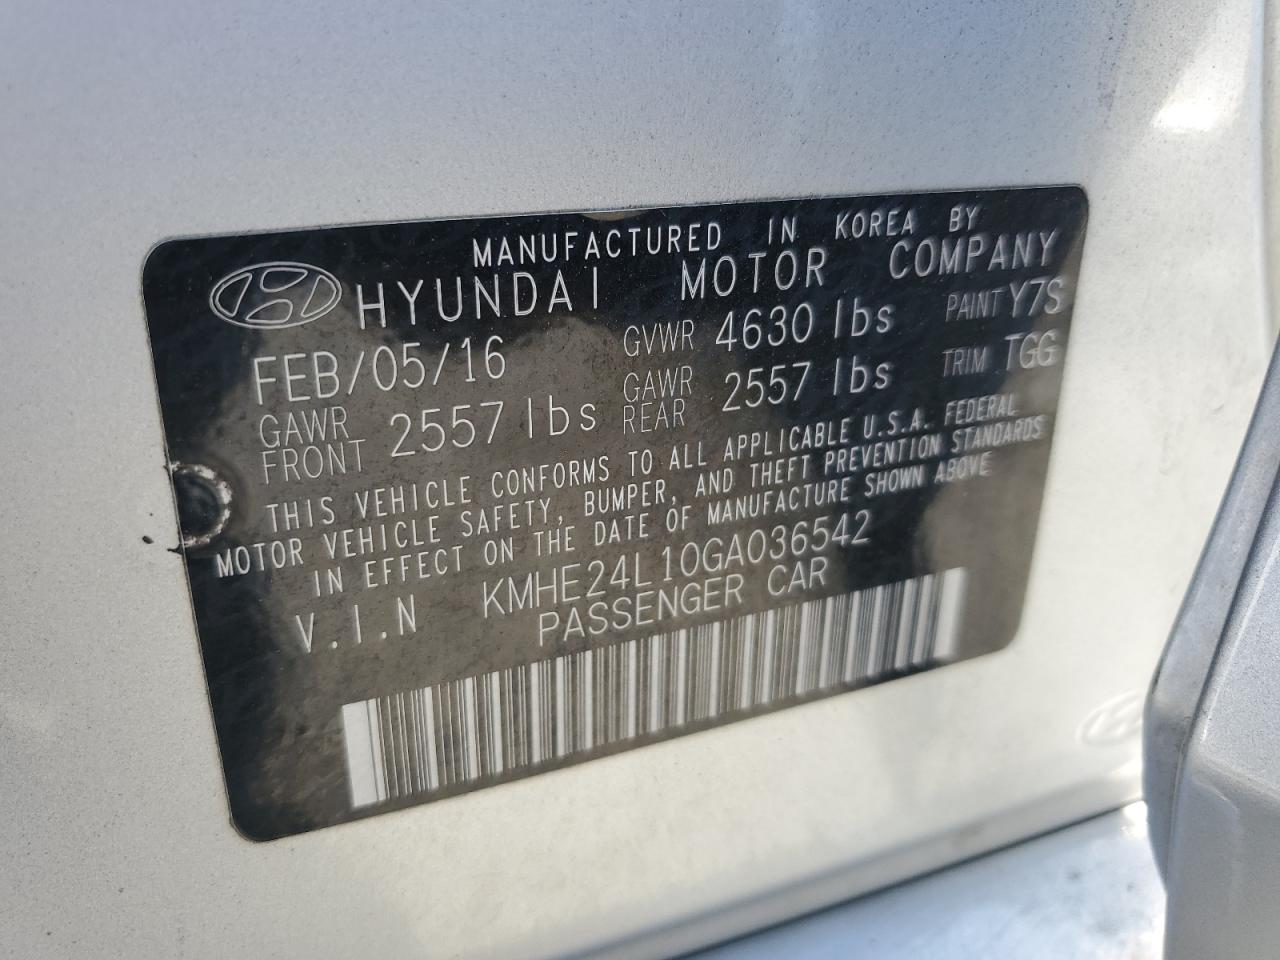 MANUFACTURED IN KOREA BY
HYUNDAI MOTOR COMPANY
FEB/05/16 GVWR 4630 lbs PAINT Y7S
GAWR FRONT 2557 lbs GAWR REAR 2557 lbs TRIM TGG
THIS VEHICLE CONFORMS TO ALL APPLICABLE U.S.A. FEDERAL
MOTOR VEHICLE SAFETY, BUMPER, AND THEFT PREVENTION STANDARDS
IN EFFECT ON THE DATE OF MANUFACTURE SHOWN ABOVE
V.I.N KMHE24L10GA036542
PASSENGER CAR